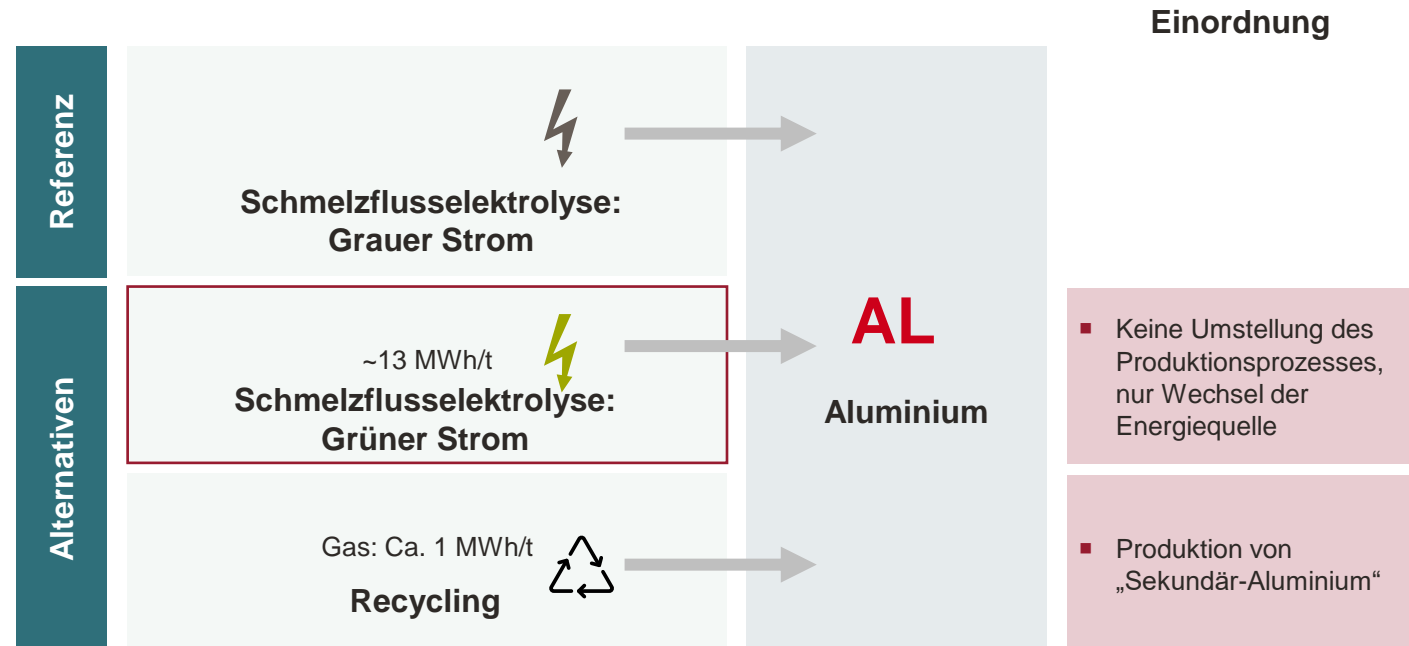 Einordnung
Referenz
Schmelzflusselektrolyse:
Grauer Strom
Alternativen
~13 MWh/t
Schmelzflusselektrolyse:
Grüner Strom
Gas: Ca. 1 MWh/t
Recycling
AL
Aluminium
▪ Keine Umstellung des
Produktionsprozesses,
nur Wechsel der
Energiequelle
▪ Produktion von
„Sekundär-Aluminium“